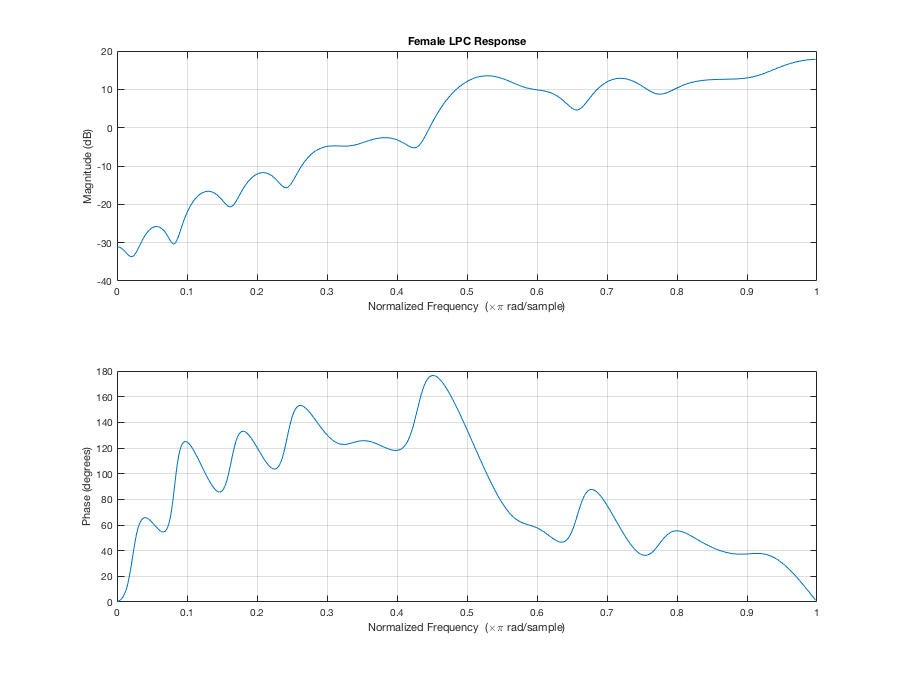 Female LPC Response
20
10
0
-10
-20
-30
-40
Magnitude (dB)
0 0.1 0.2 0.3 0.4 0.5 0.6 0.7 0.8 0.9 1
Normalized Frequency (×π rad/sample)
180
160
140
120
100
80
60
40
20
0
Phase (degrees)
0 0.1 0.2 0.3 0.4 0.5 0.6 0.7 0.8 0.9 1
Normalized Frequency (×π rad/sample)